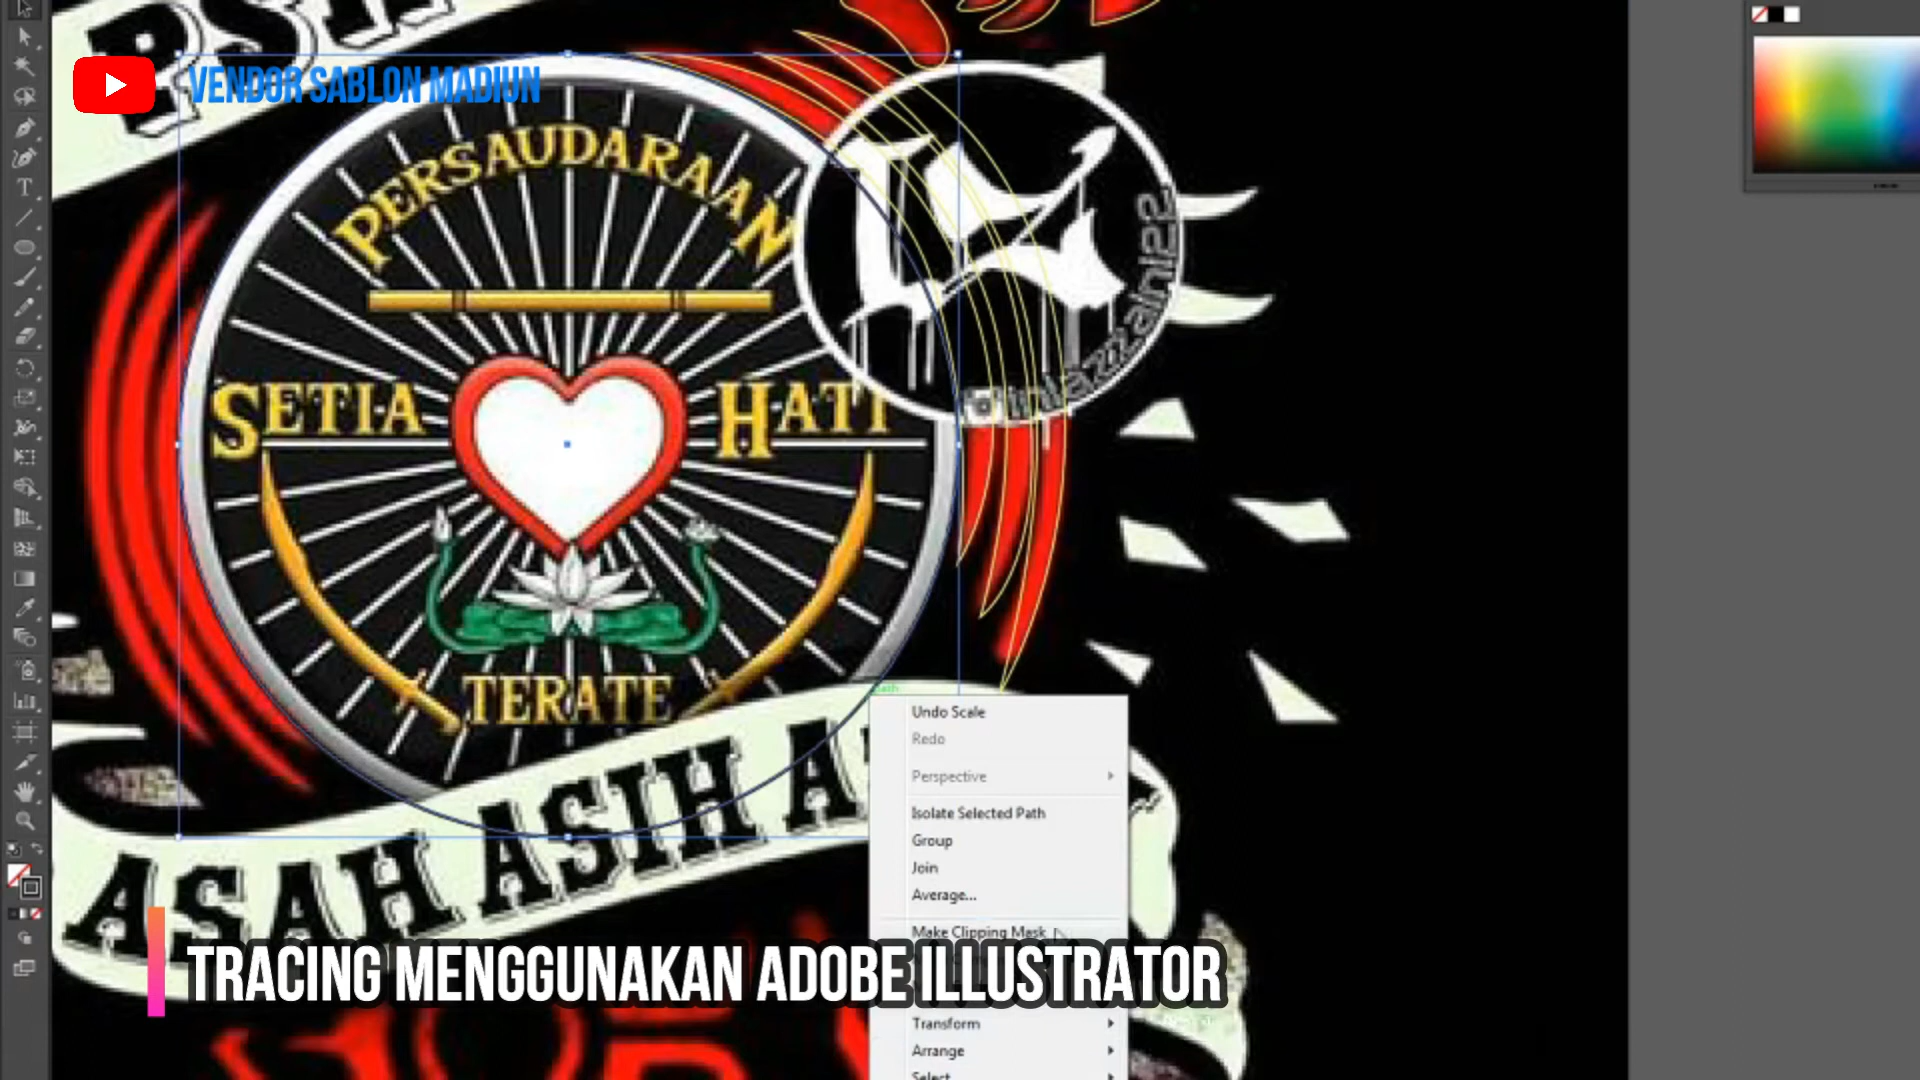 VENDOR SABLON MADIUN
PERSAUDARAAN
SETIA HATI
TERATE
ASAH ASIH
path
Undo Scale
Redo
Perspective
Isolate Selected Path
Group
Join
Average...
Make Clipping Mask
TRACING MENGGUNAKAN ADOBE ILLUSTRATOR
Transform
Arrange
Select